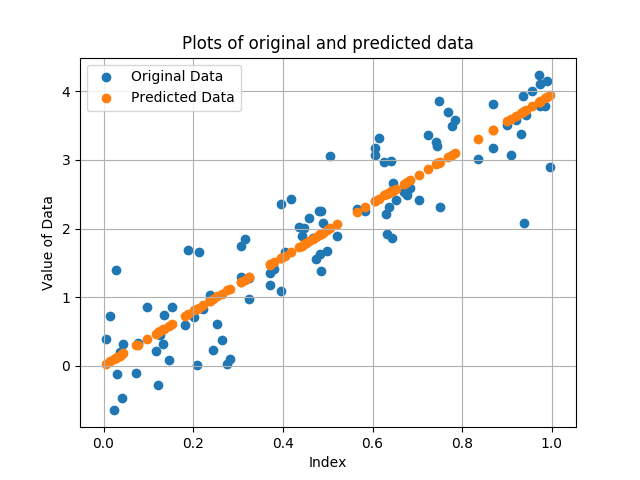 Plots of original and predicted data
Original Data
Predicted Data
4
3
2
1
0
Value of Data
0.0 0.2 0.4 0.6 0.8 1.0
Index